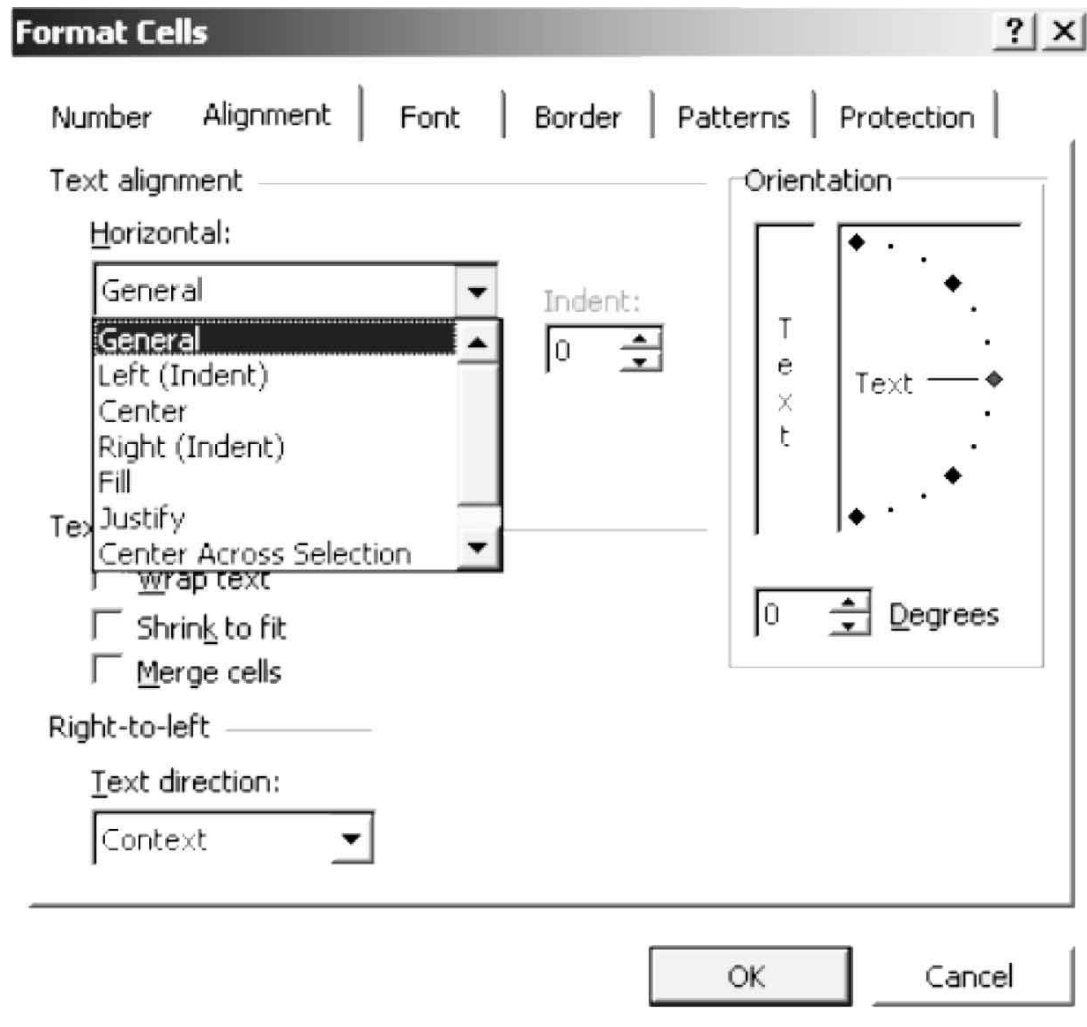 Format Cells
Number Alignment Font Border Patterns Protection
Text alignment
Horizontal:
General
General
Left (Indent)
Center
Right (Indent)
Fill
Justify
Center Across Selection
Indent:
0
Orientation
Text
Text
0 Degrees
Wrap text
Shrink to fit
Merge cells
Right-to-left
Text direction:
Context
OK Cancel